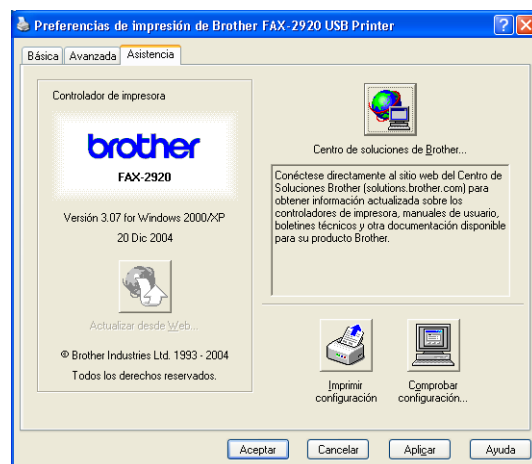 Preferencias de impresión de Brother FAX-2920 USB Printer
Básica
Avanzada
Asistencia
Controlador de impresora
brother
FAX-2920
Versión 3.07 for Windows 2000/XP
20 Dic 2004
Actualizar desde Web...
© Brother Industries Ltd. 1993 - 2004
Todos los derechos reservados.
Centro de soluciones de Brother...
Conéctese directamente al sitio web del Centro de
Soluciones Brother (solutions.brother.com) para
obtener información actualizada sobre los
controladores de impresora, manuales de usuario,
boletines técnicos y otra documentación disponible
para su producto Brother.
Imprimir
configuración
Comprobar
configuración...
Aceptar
Cancelar
Aplicar
Ayuda